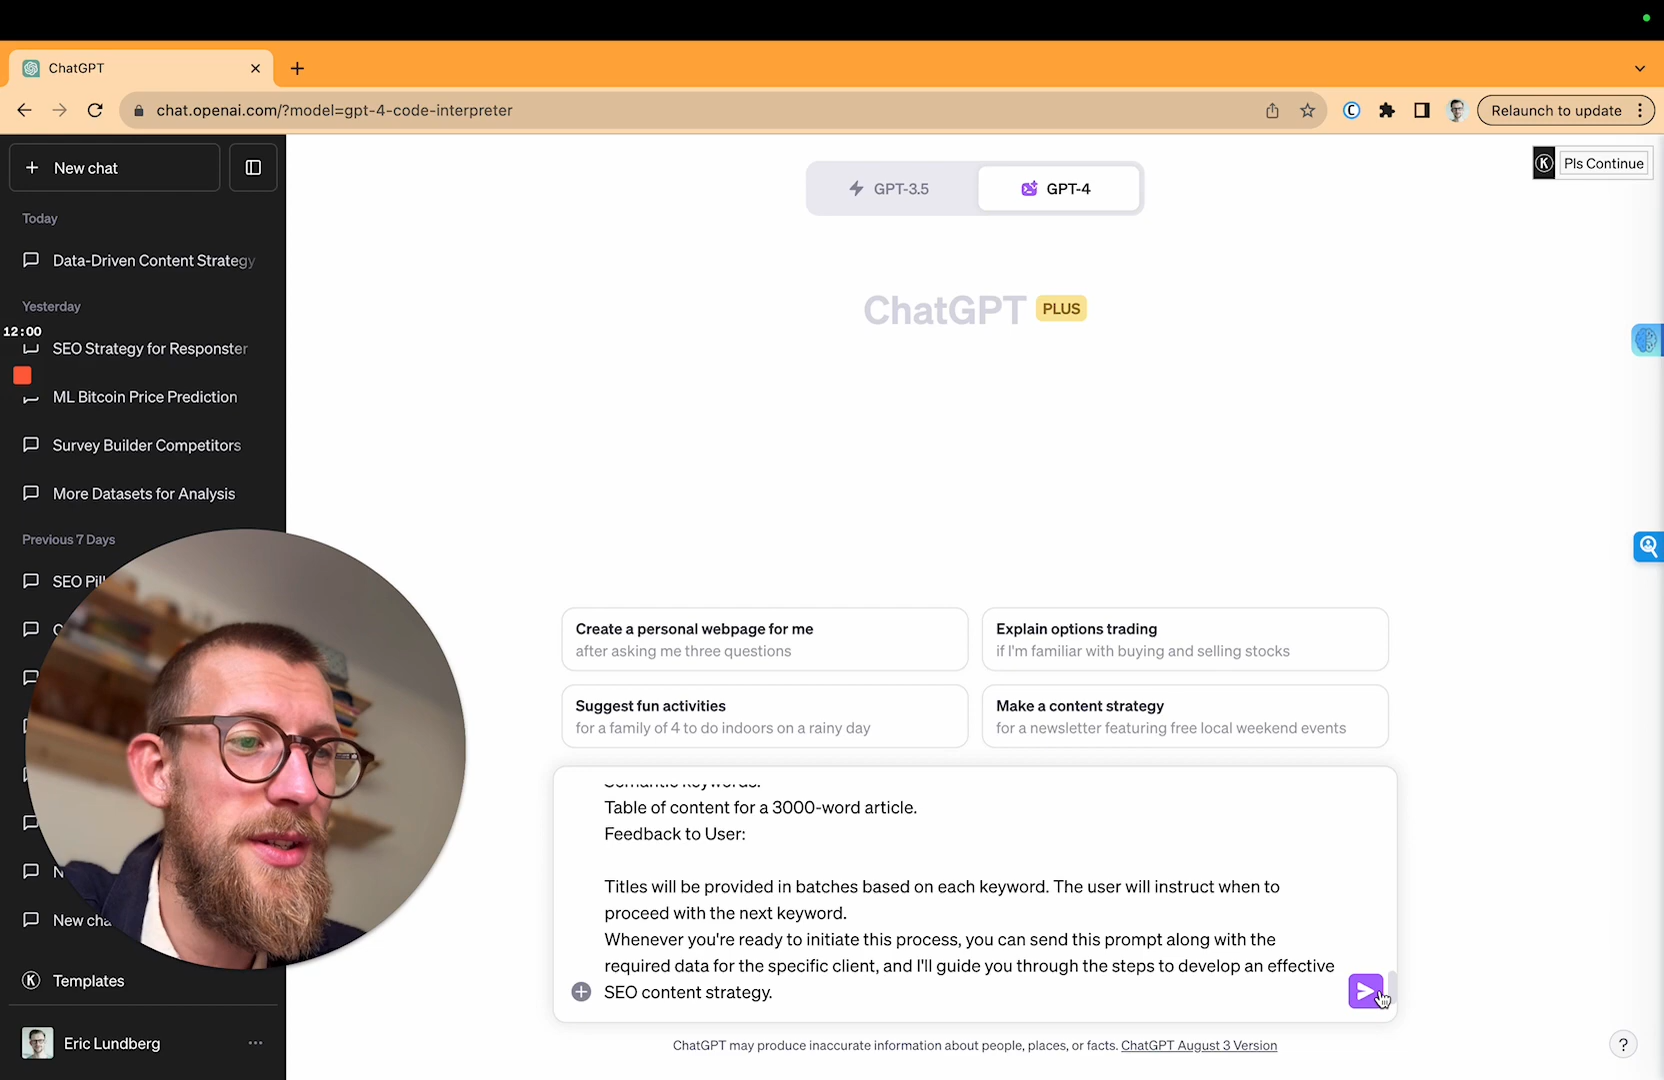 ChatGPT
chat.openai.com/?model=gpt-4-code-interpreter
Relaunch to update
New chat
GPT-3.5
GPT-4
Pls Continue
Today
Data-Driven Content Strategy
ChatGPT PLUS
Yesterday
12:00
SEO Strategy for Responster
ML Bitcoin Price Prediction
Survey Builder Competitors
More Datasets for Analysis
Previous 7 Days
SEO
New
Templates
Eric Lundberg
Create a personal webpage for me
after asking me three questions
Explain options trading
if I'm familiar with buying and selling stocks
Suggest fun activities
for a family of 4 to do indoors on a rainy day
Make a content strategy
for a newsletter featuring free local weekend events
Semantic keywords.
Table of content for a 3000-word article.
Feedback to User:
Titles will be provided in batches based on each keyword. The user will instruct when to
proceed with the next keyword.
Whenever you're ready to initiate this process, you can send this prompt along with the
required data for the specific client, and I'll guide you through the steps to develop an effective
SEO content strategy.
ChatGPT may produce inaccurate information about people, places, or facts. ChatGPT August 3 Version
?